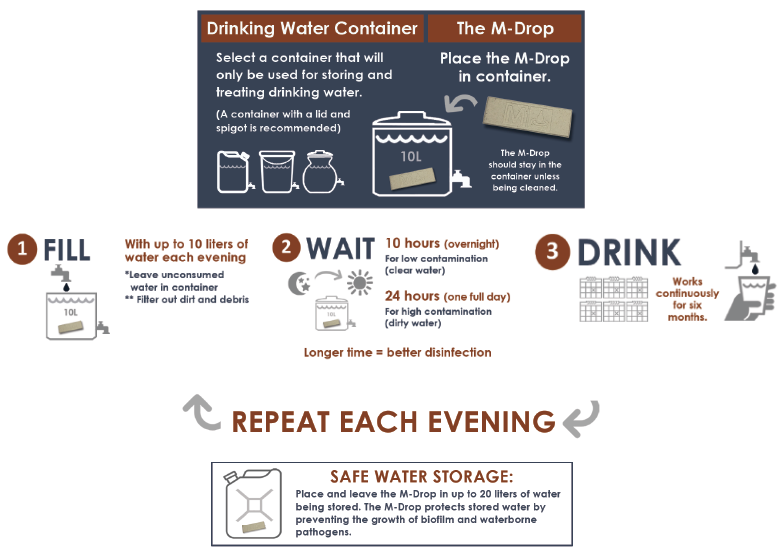 Drinking Water Container
Select a container that will
only be used for storing and
treating drinking water.
(A container with a lid and
spigot is recommended)
The M-Drop
Place the M-Drop
in container.
10L
The M-Drop
should stay in the
container unless
being cleaned.
1 FILL
With up to 10 liters of
water each evening
*Leave unconsumed
water in container
** Filter out dirt and debris
10L
2 WAIT
10 hours (overnight)
For low contamination
(clear water)
24 hours (one full day)
For high contamination
(dirty water)
10L
Longer time = better disinfection
3 DRINK
Works
continuously
for six
months.
REPEAT EACH EVENING
SAFE WATER STORAGE:
Place and leave the M-Drop in up to 20 liters of water
being stored. The M-Drop protects stored water by
preventing the growth of biofilm and waterborne
pathogens.